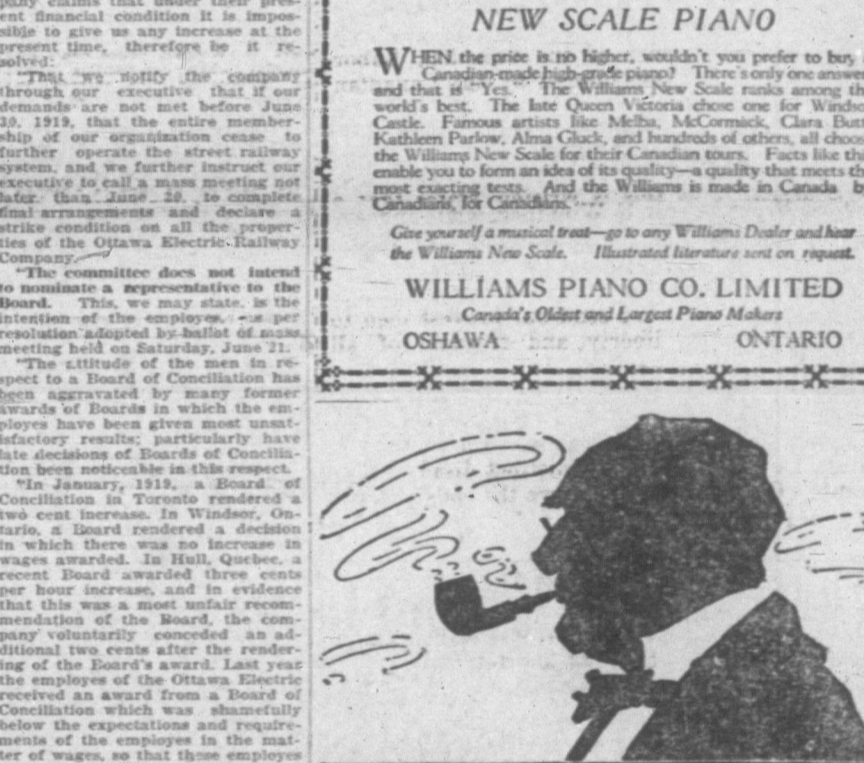 pany claims that under their pres-
ent financial condition it is impos-
sible to give us any increase at the
present time, therefore be it re-
solved:
"That we notify the company
through our executive that if our
demands are not met before June
30, 1919, that the entire member-
ship of our organization cease to
further operate the street railway
system, and we further instruct our
executive to call a mass meeting not
later than June 29, to complete
final arrangements and declare a
strike condition on all the proper-
ties of the Ottawa Electric Railway
Company.
"The committee does not intend
to nominate a representative to the
Board. This, we may state, is the
intention of the employes, as per
resolution adopted by ballot of mass
meeting held on Saturday, June 21.
"The attitude of the men in re-
spect to a Board of Conciliation has
been aggravated by many former
awards of Boards in which the em-
ployes have been given most unsat-
isfactory results; particularly have
late decisions of Boards of Concilia-
tion been noticeable in this respect.
"In January, 1919, a Board of
Conciliation in Toronto rendered a
two cent increase. In Windsor, On-
tario, a Board rendered a decision
in which there was no increase in
wages awarded. In Hull, Quebec, a
recent Board awarded three cents
per hour increase, and in evidence
that this was a most unfair recom-
mendation of the Board, the com-
pany voluntarily conceded an ad-
ditional two cents after the render-
ing of the Board's award. Last year
the employes of the Ottawa Electric
received an award from a Board of
Conciliation which was shamefully
below the expectations and require-
ments of the employes in the mat-
ter of wages, so that these employes
NEW SCALE PIANO
WHEN the price is no higher, wouldn't you prefer to buy
Canadian-made high-grade piano? There's only one answe
and that is "Yes." The Williams New Scale ranks among th
world's best. The late Queen Victoria chose one for Windso
Castle. Famous artists like Melba, McCormack, Clara Butt
Kathleen Parlow, Alma Gluck, and hundreds of others, all choos
the Williams New Scale for their Canadian tours. Facts like the
enable you to form an idea of its quality—a quality that meets th
most exacting tests. And the Williams is made in Canada b
Canadians, for Canadians.
Give yourself a musical treat—go to any Williams Dealer and hear
the Williams New Scale. Illustrated literature sent on request.
WILLIAMS PIANO CO. LIMITED
Canada's Oldest and Largest Piano Makers
OSHAWA ONTARIO